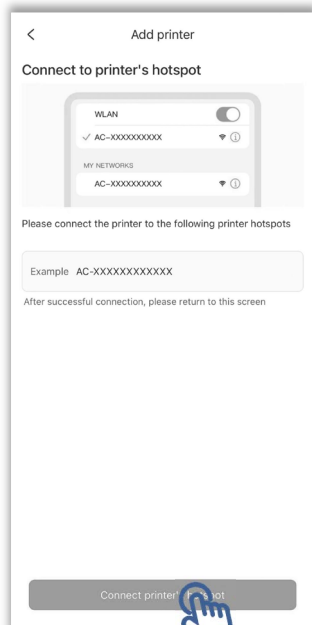 Add printer
Connect to printer's hotspot
WLAN
AC-XXXXXXXXXX
MY NETWORKS
AC-XXXXXXXXXX
Please connect the printer to the following printer hotspots
Example AC-XXXXXXXXXXXX
After successful connection, please return to this screen
Connect printer's hotspot